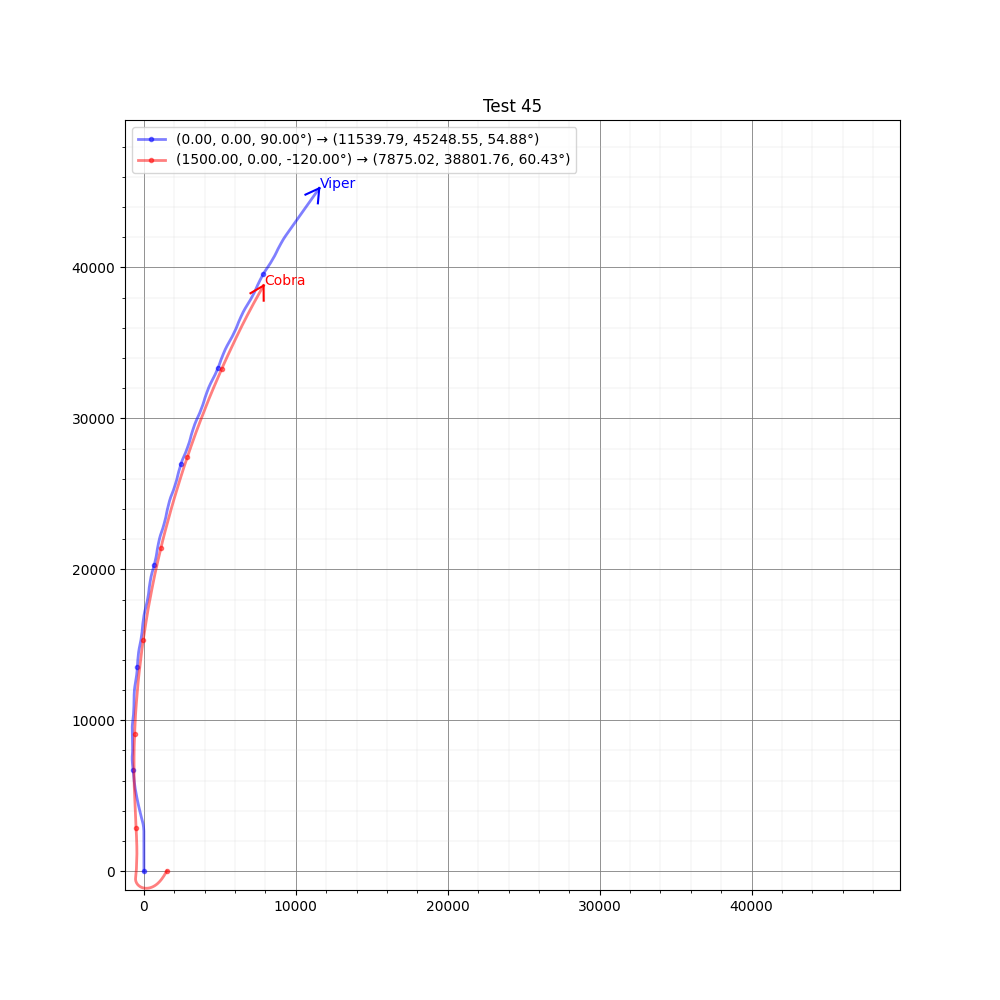 Test 45
(0.00, 0.00, 90.00°) → (11539.79, 45248.55, 54.88°)
(1500.00, 0.00, -120.00°) → (7875.02, 38801.76, 60.43°)
Viper
Cobra
40000
30000
20000
10000
0
0 10000 20000 30000 40000